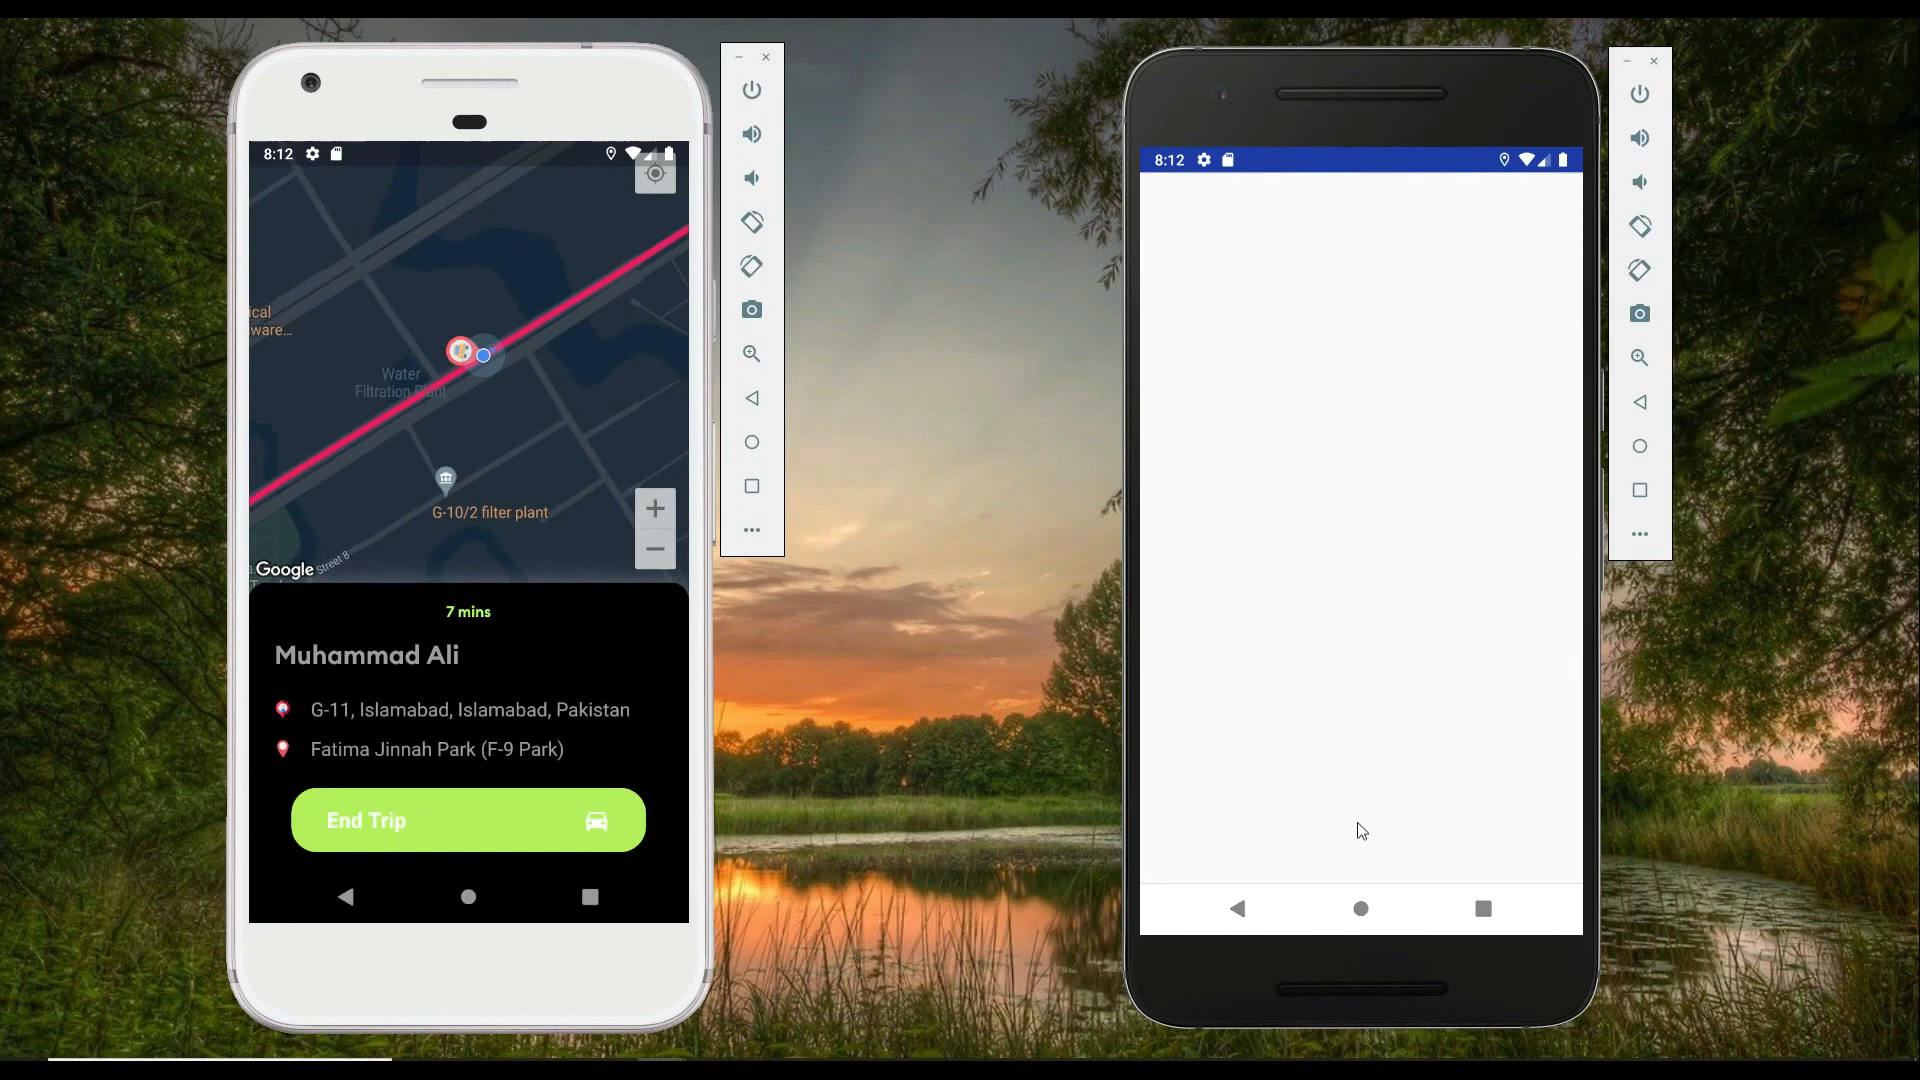 8:12
ical
ware...
Water
Filtration Plant
G-10/2 filter plant
Street 8
Google
7 mins
Muhammad Ali
G-11, Islamabad, Islamabad, Pakistan
Fatima Jinnah Park (F-9 Park)
End Trip
8:12